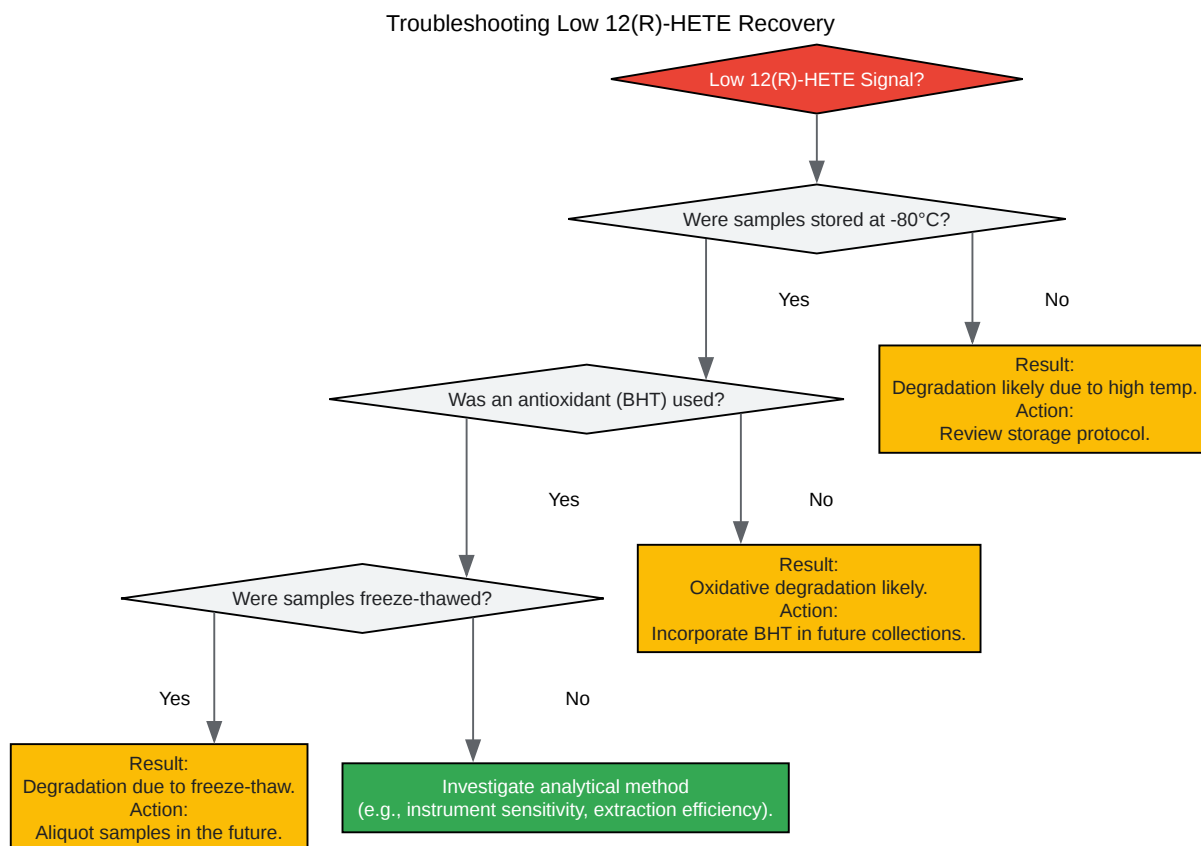 Troubleshooting Low 12(R)-HETE Recovery
Low 12(R)-HETE Signal?
Were samples stored at -80°C?
Yes
No
Result:
Degradation likely due to high temp.
Action:
Review storage protocol.
Was an antioxidant (BHT) used?
Yes
No
Result:
Oxidative degradation likely.
Action:
Incorporate BHT in future collections.
Were samples freeze-thawed?
Yes
No
Result:
Degradation due to freeze-thaw.
Action:
Aliquot samples in the future.
Investigate analytical method
(e.g., instrument sensitivity, extraction efficiency).